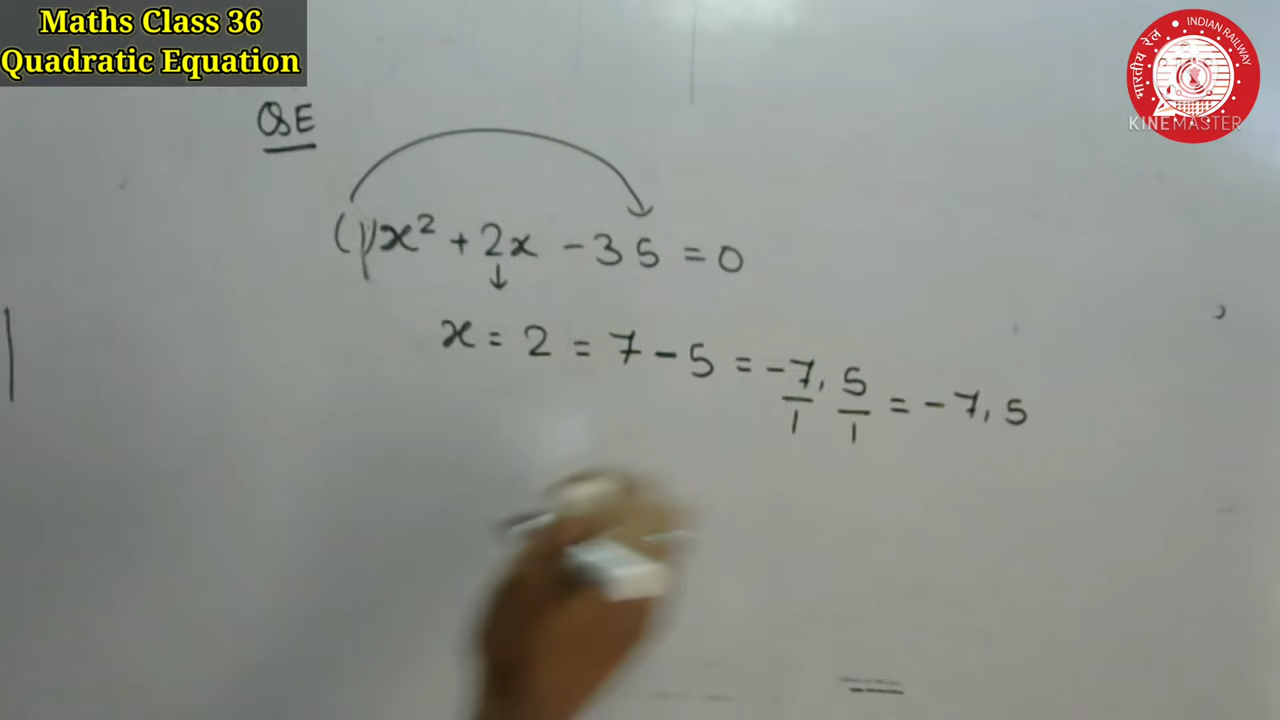 Maths Class 36
Quadratic Equation
भारतीय रेल
INDIAN RAILWAY
KINEMASTER
QE
(1)x² + 2x - 35 = 0
x = 2 = 7 - 5 = -7/1, 5/1 = -7, 5